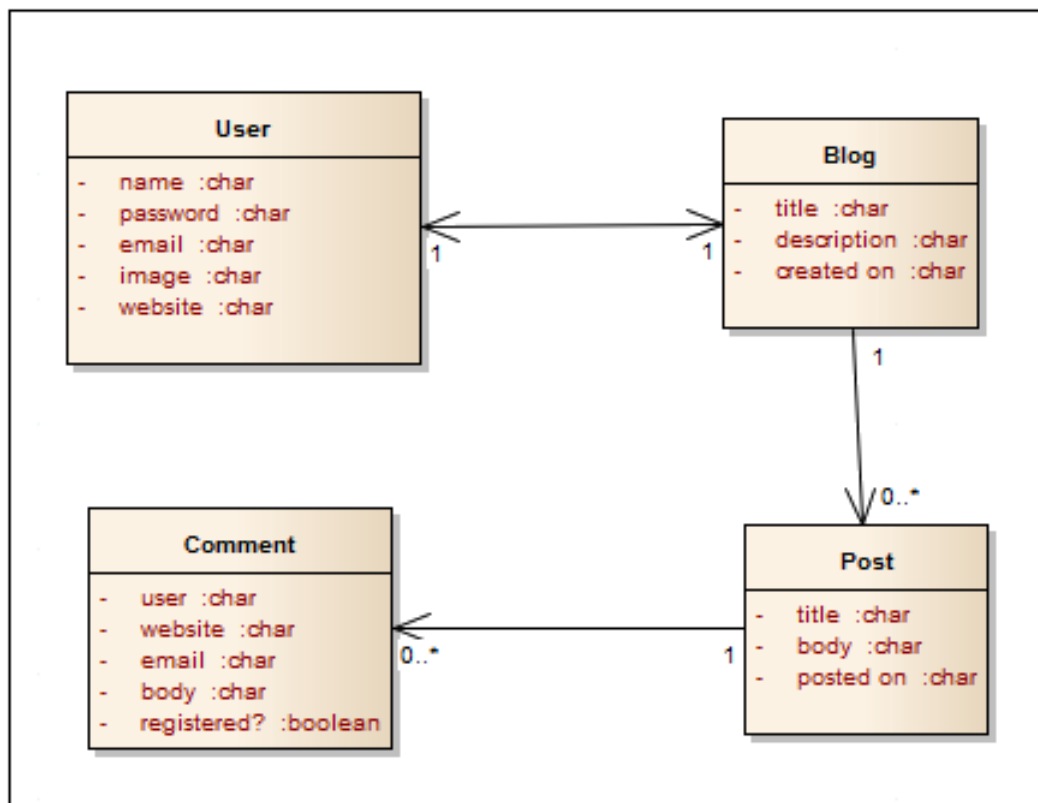 User
- name :char
- password :char
- email :char
- image :char
- website :char
1
1
Blog
- title :char
- description :char
- created on :char
1
0..*
Comment
- user :char
- website :char
- email :char
- body :char
- registered? :boolean
0..*
1
Post
- title :char
- body :char
- posted on :char